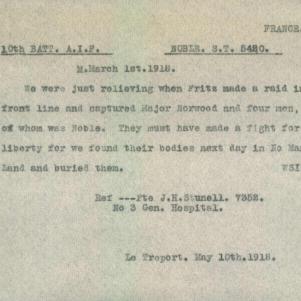 FRANCE
10th BATT. A.I.F. NOBLE. S.T. 5420.
M.March 1st.1918.
We were just relieving when Fritz made a raid in
front line and captured Major Norwood and four men,
of whom was Noble. They must have made a fight for
liberty for we found their bodies next day in No Ma
Land and buried them. WSI
Ref ---Pte J.H.Stunell. 7352.
No 3 Gen. Hospital.
Le Treport. May 10th.1918.